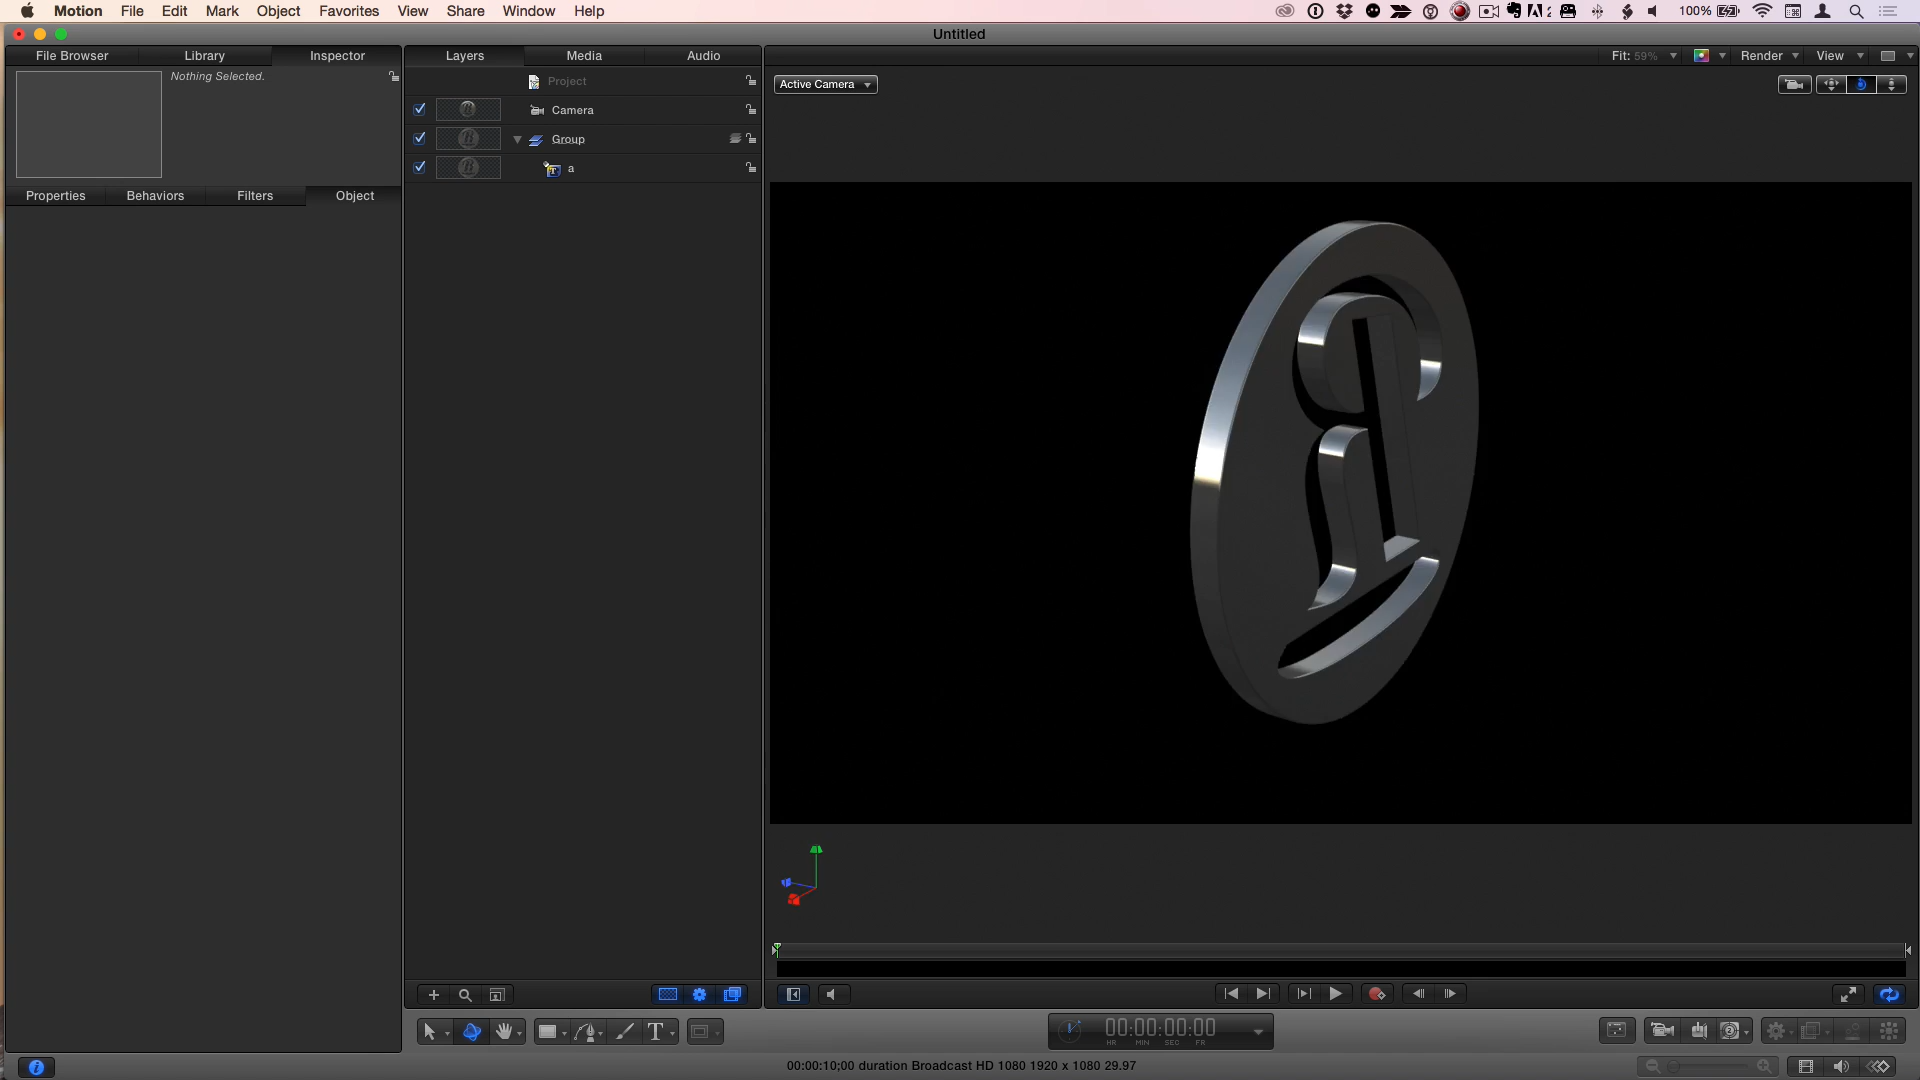 Motion File Edit Mark Object Favorites View Share Window Help 2 100%
Untitled
File Browser Library Inspector Layers Media Audio Fit: 59% Render View
Nothing Selected.
Project
Active Camera
Camera
Group
a
Properties Behaviors Filters Object
T 00:00:00:00
HR MIN SEC FR
00:00:10;00 duration Broadcast HD 1080 1920 x 1080 29.97